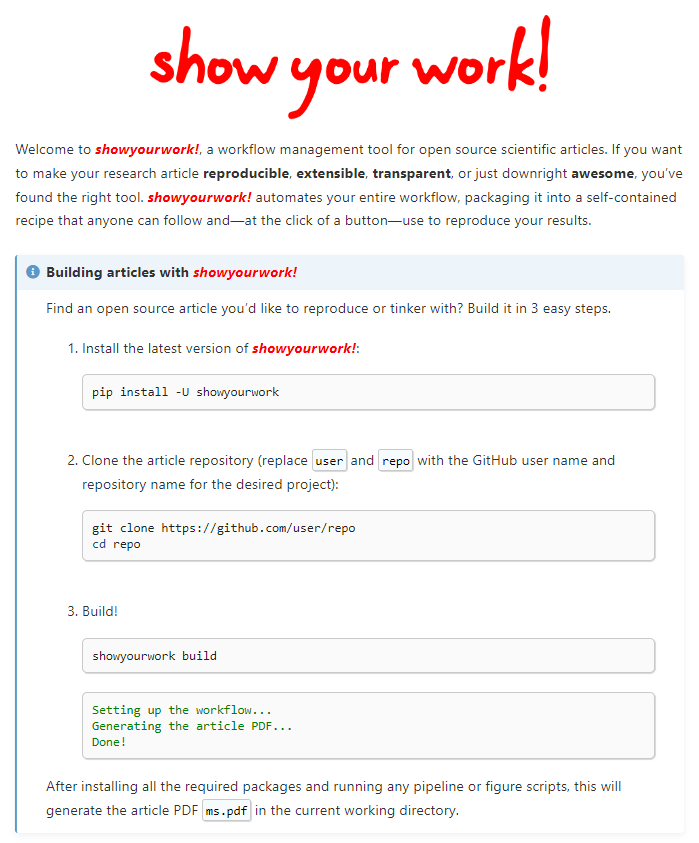 show your work!
Welcome to showyourwork!, a workflow management tool for open source scientific articles. If you want
to make your research article reproducible, extensible, transparent, or just downright awesome, you’ve
found the right tool. showyourwork! automates your entire workflow, packaging it into a self-contained
recipe that anyone can follow and—at the click of a button—use to reproduce your results.
Building articles with showyourwork!
Find an open source article you’d like to reproduce or tinker with? Build it in 3 easy steps.
1. Install the latest version of showyourwork!:
pip install -U showyourwork
2. Clone the article repository (replace user and repo with the GitHub user name and
repository name for the desired project):
git clone https://github.com/user/repo
cd repo
3. Build!
showyourwork build
Setting up the workflow...
Generating the article PDF...
Done!
After installing all the required packages and running any pipeline or figure scripts, this will
generate the article PDF ms.pdf in the current working directory.